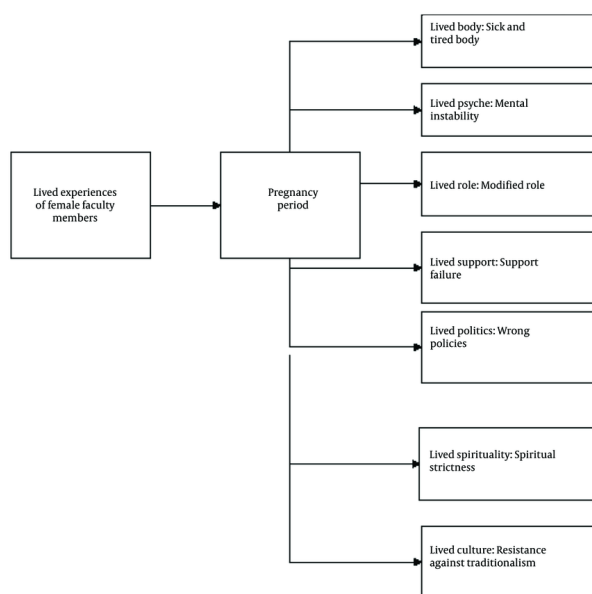 Lived experiences
of female faculty
members
Pregnancy
period
Lived body: Sick and
tired body
Lived psyche: Mental
instability
Lived role: Modified role
Lived support: Support
failure
Lived politics: Wrong
policies
Lived spirituality: Spiritual
strictness
Lived culture: Resistance
against traditionalism